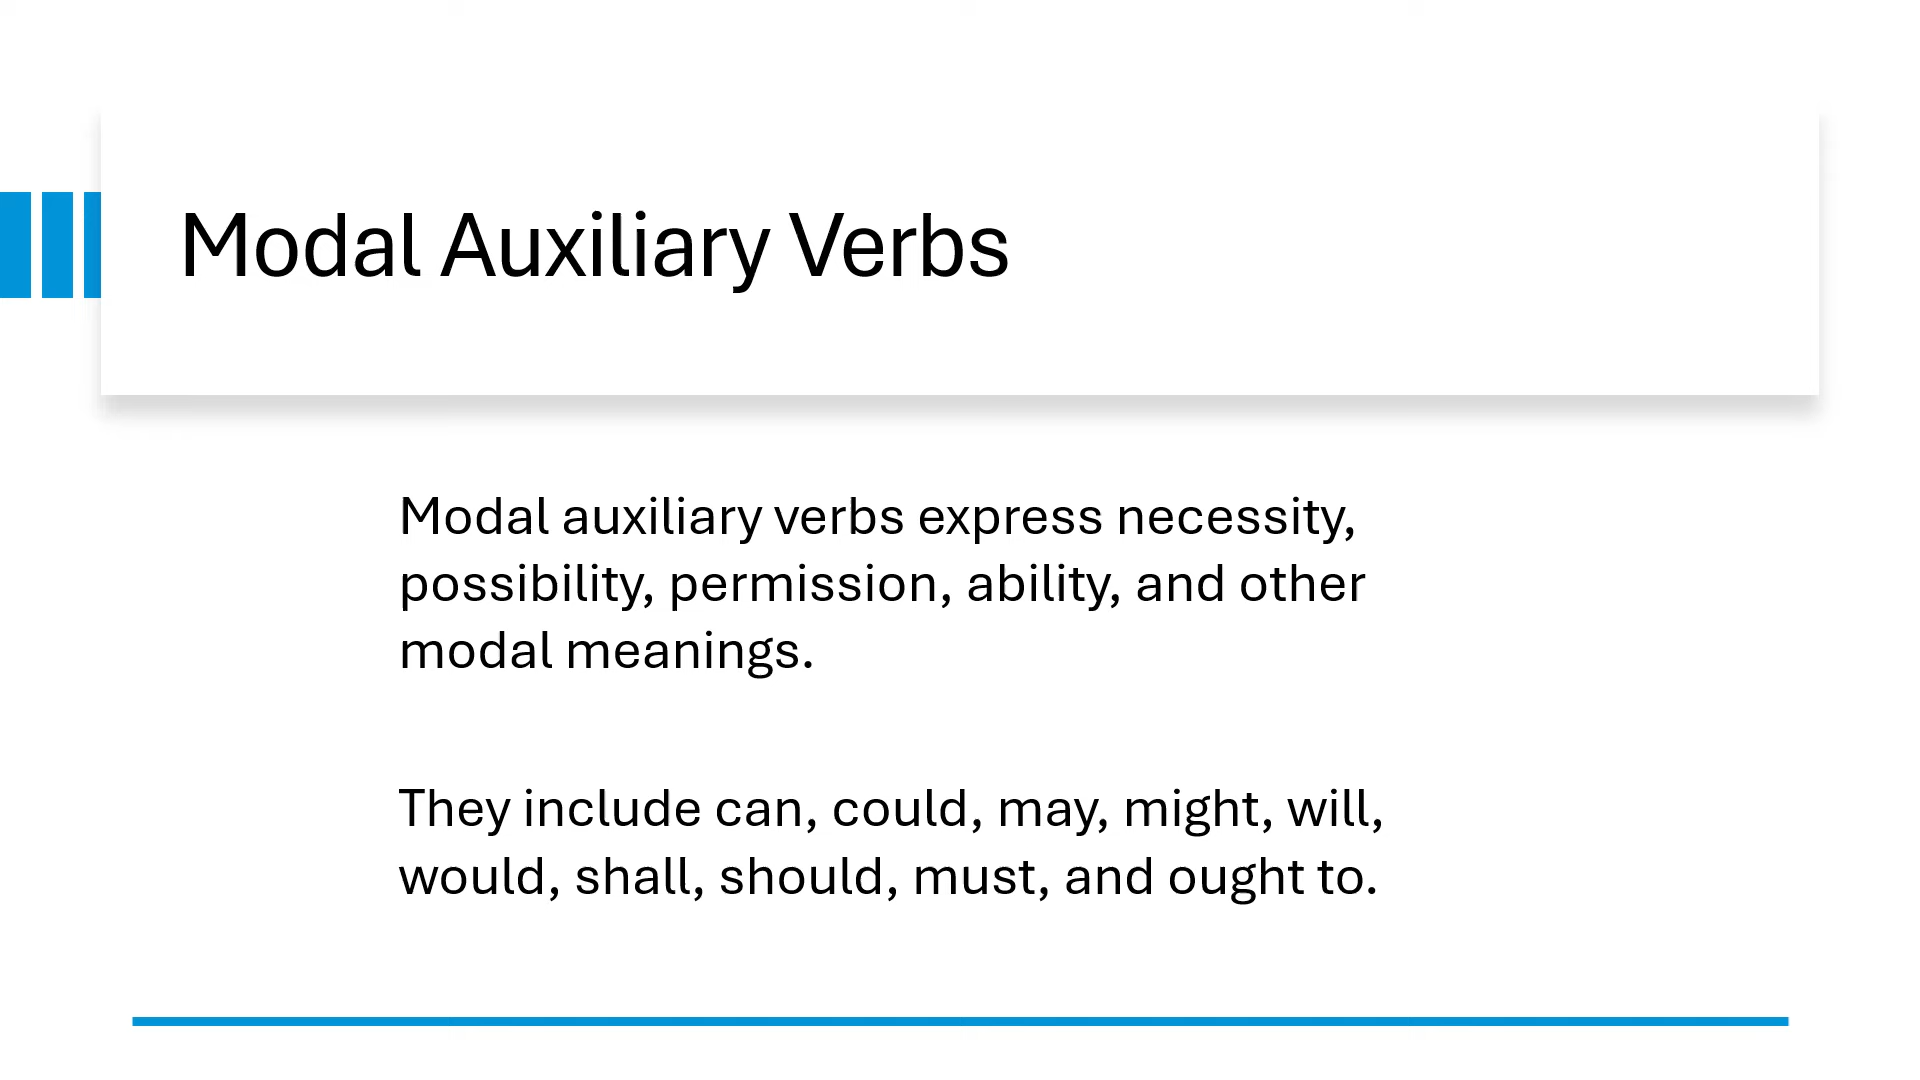 Modal Auxiliary Verbs
Modal auxiliary verbs express necessity,
possibility, permission, ability, and other
modal meanings.
They include can, could, may, might, will,
would, shall, should, must, and ought to.